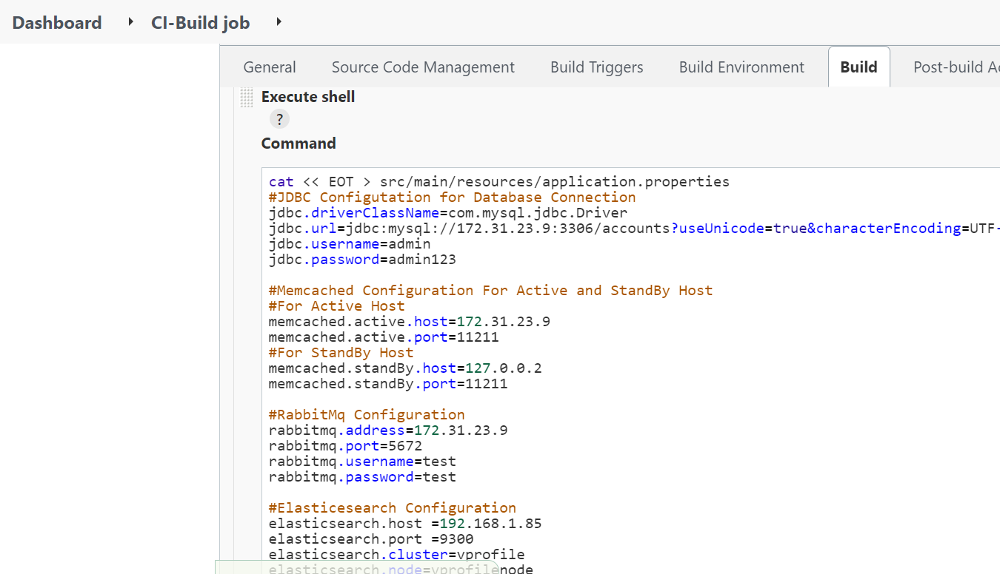 Dashboard
CI-Build job
General
Source Code Management
Build Triggers
Build Environment
Build
Post-build
Execute shell
?
Command
cat << EOT > src/main/resources/application.properties
#JDBC Configutation for Database Connection
jdbc.driverClassName=com.mysql.jdbc.Driver
jdbc.url=jdbc:mysql://172.31.23.9:3306/accounts?useUnicode=true&characterEncoding=UTF-
jdbc.username=admin
jdbc.password=admin123
#Memcached Configuration For Active and StandBy Host
#For Active Host
memcached.active.host=172.31.23.9
memcached.active.port=11211
#For StandBy Host
memcached.standBy.host=127.0.0.2
memcached.standBy.port=11211
#RabbitMq Configuration
rabbitmq.address=172.31.23.9
rabbitmq.port=5672
rabbitmq.username=test
rabbitmq.password=test
#Elasticesearch Configuration
elasticsearch.host =192.168.1.85
elasticsearch.port =9300
elasticsearch.cluster=vprofile
elasticsearch.node=vprofilenode